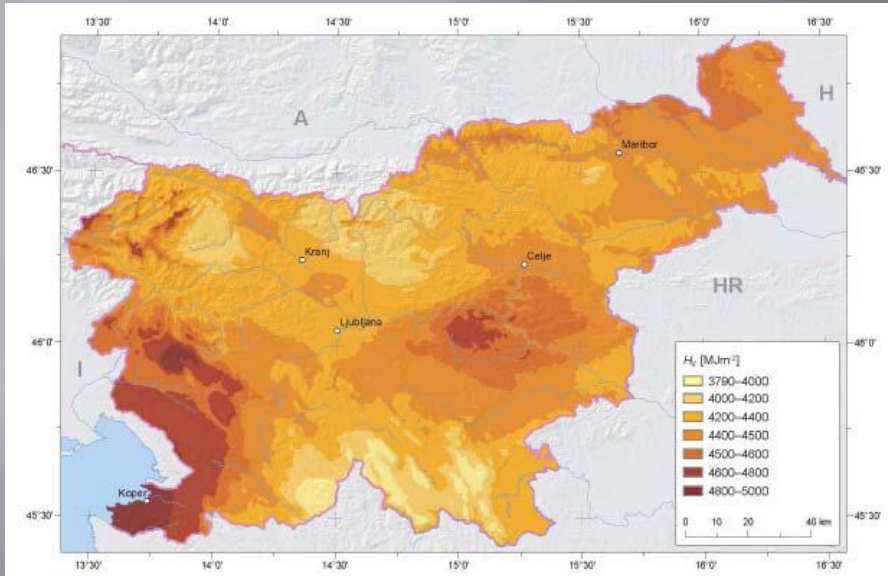 13°30' 14°0' 14°30' 15°0' 15°30' 16°0' 16°30'
A
H
Maribor
46°30' 46°30'
Kranj
Celje
HR
Ljubljana
46°0' 46°0'
I
Hv [MJm⁻²]
3790–4000
4000–4200
4200–4400
4400–4500
4500–4600
4600–4800
4800–5000
Koper
45°30' 45°30'
0 10 20 40 km
13°30' 14°0' 14°30' 15°0' 15°30' 16°0' 16°30'